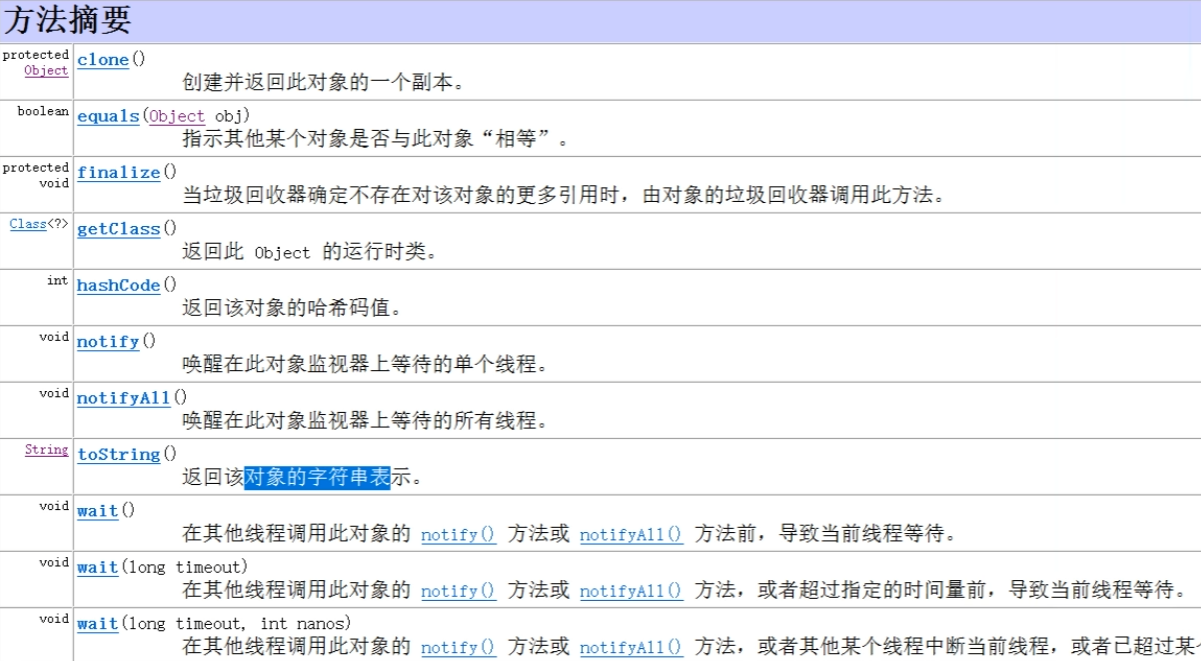 方法摘要
protected Object clone()
创建并返回此对象的一个副本。
boolean equals(Object obj)
指示其他某个对象是否与此对象“相等”。
protected void finalize()
当垃圾回收器确定不存在对该对象的更多引用时，由对象的垃圾回收器调用此方法。
Class<?> getClass()
返回此 Object 的运行时类。
int hashCode()
返回该对象的哈希码值。
void notify()
唤醒在此对象监视器上等待的单个线程。
void notifyAll()
唤醒在此对象监视器上等待的所有线程。
String toString()
返回该对象的字符串表示。
void wait()
在其他线程调用此对象的 notify() 方法或 notifyAll() 方法前，导致当前线程等待。
void wait(long timeout)
在其他线程调用此对象的 notify() 方法或 notifyAll() 方法，或者超过指定的时间量前，导致当前线程等待。
void wait(long timeout, int nanos)
在其他线程调用此对象的 notify() 方法或 notifyAll() 方法，或者其他某个线程中断当前线程，或者已超过某